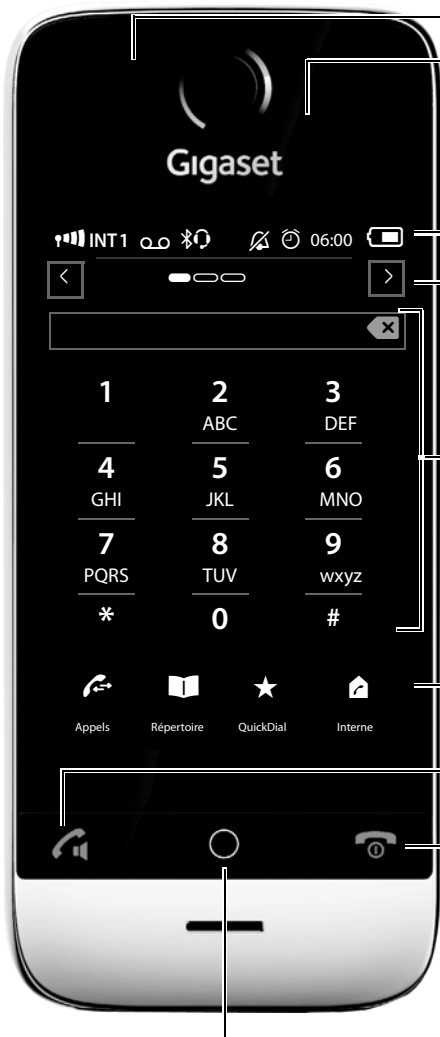 Gigaset
INT 1 06:00
1 2 3
ABC DEF
4 5 6
GHI JKL MNO
7 8 9
PQRS TUV wxyz
* 0 #
Appels Répertoire QuickDial Interne